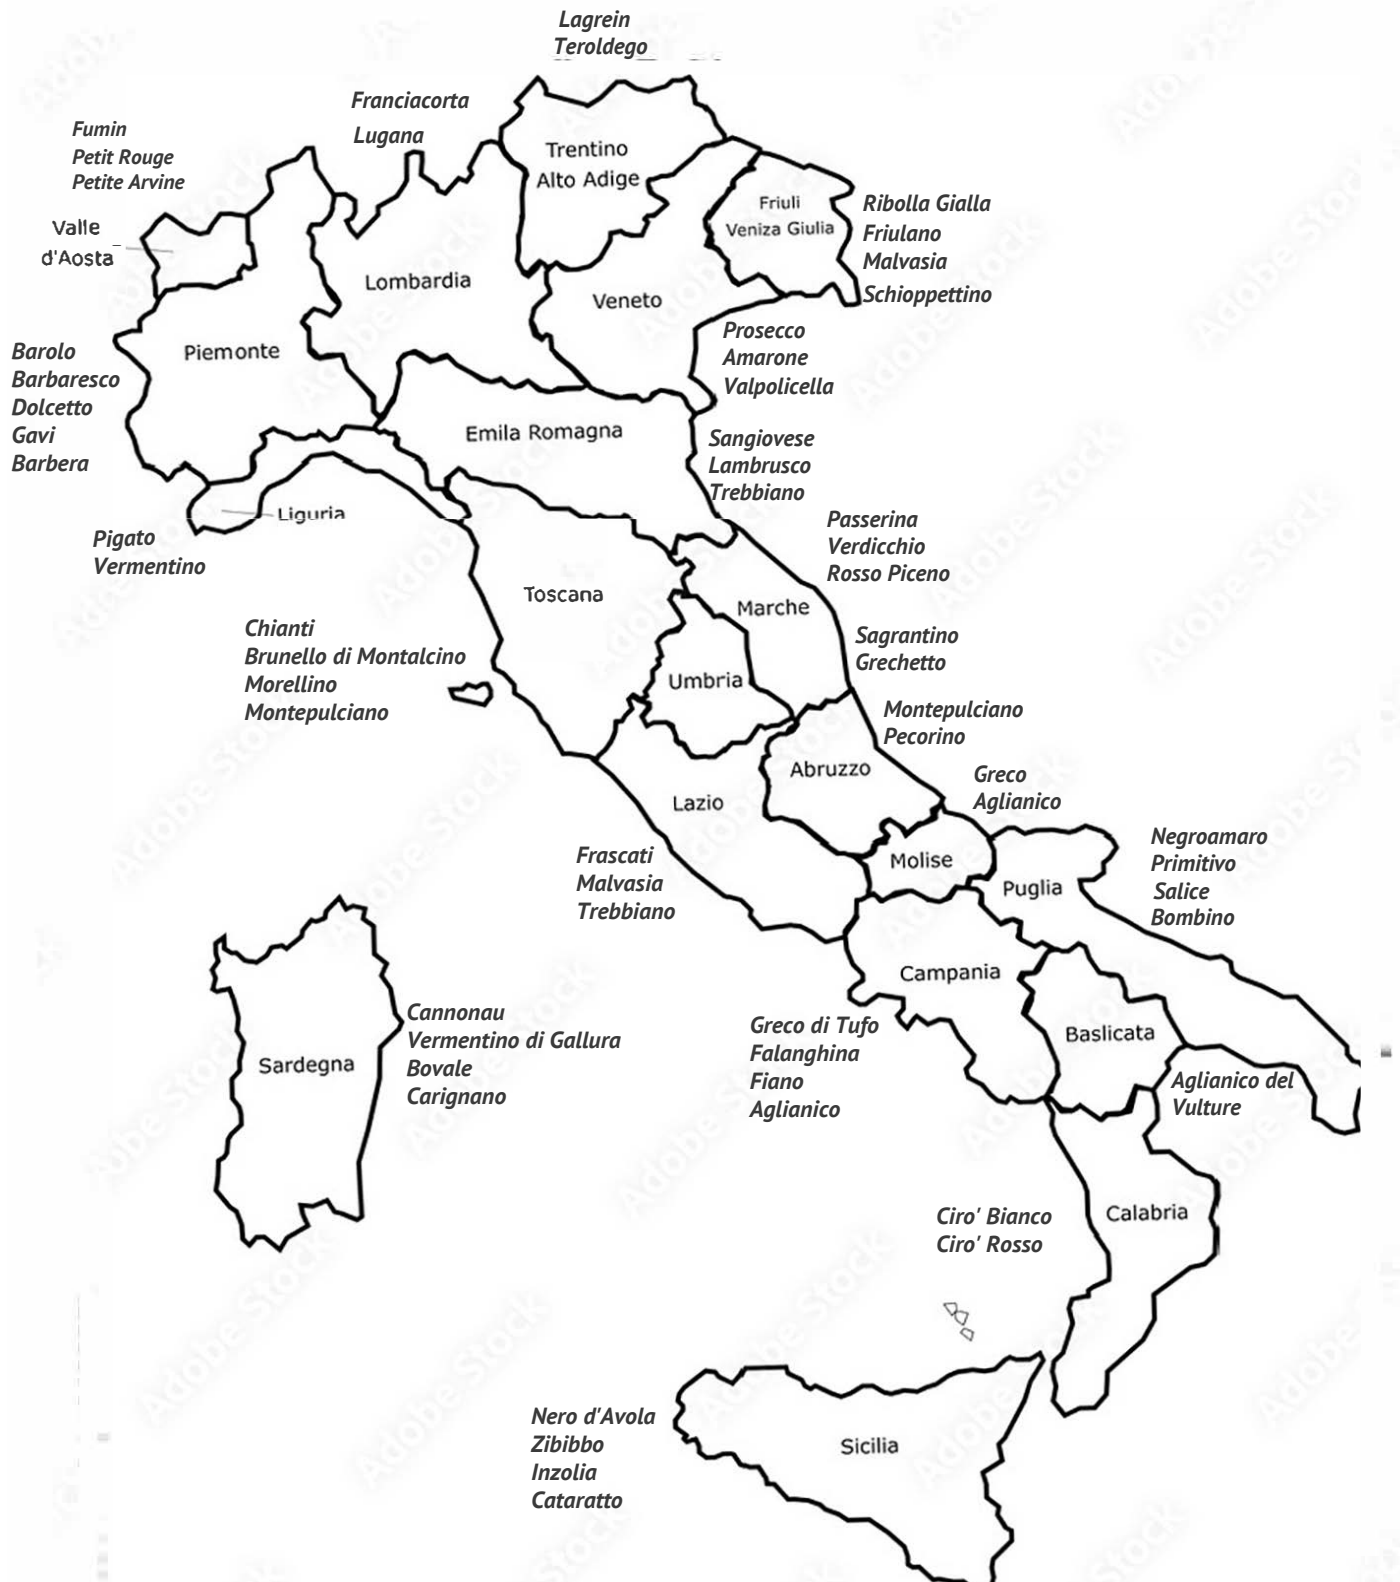 Lagrein
Teroldego
Franciacorta
Lugana
Fumin
Petit Rouge
Petite Arvine
Valle
d'Aosta
Trentino
Alto Adige
Friuli
Veniza Giulia
Ribolla Gialla
Friulano
Malvasia
Schioppettino
Lombardia
Veneto
Piemonte
Prosecco
Amarone
Valpolicella
Barolo
Barbaresco
Dolcetto
Gavi
Barbera
Emila Romagna
Sangiovese
Lambrusco
Trebbiano
Liguria
Pigato
Vermentino
Passerina
Verdicchio
Rosso Piceno
Toscana
Marche
Chianti
Brunello di Montalcino
Morellino
Montepulciano
Sagrantino
Grechetto
Umbria
Montepulciano
Pecorino
Abruzzo
Lazio
Greco
Aglianico
Frascati
Malvasia
Trebbiano
Molise
Puglia
Negroamaro
Primitivo
Salice
Bombino
Campania
Baslicata
Cannonau
Vermentino di Gallura
Bovale
Carignano
Sardegna
Greco di Tufo
Falanghina
Fiano
Aglianico
Aglianico del
Vulture
Ciro' Bianco
Ciro' Rosso
Calabria
Nero d'Avola
Zibibbo
Inzolia
Cataratto
Sicilia
Adobe Stock